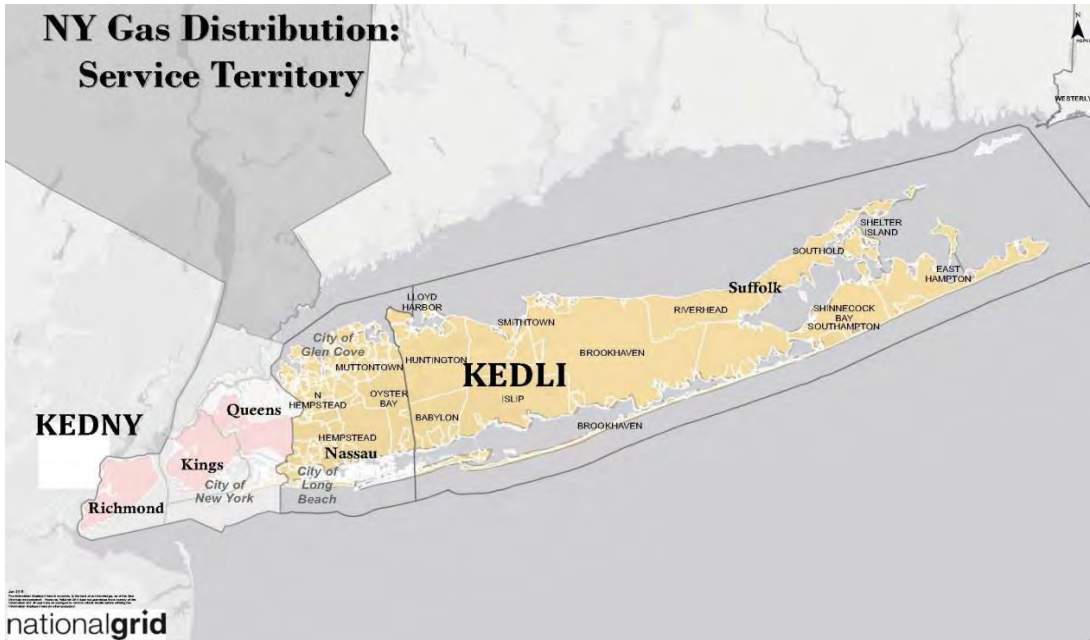 NY Gas Distribution:
Service Territory
N
WESTERLY
SHELTER
ISLAND
SOUTHOLD
EAST
HAMPTON
Suffolk
LLOYD
HARBOR
SMITHTOWN
RIVERHEAD
SHINNECOCK
BAY
SOUTHAMPTON
City of
Glen Cove
MUTTONTOWN
HUNTINGTON
BROOKHAVEN
KEDLI
ISLIP
N
HEMPSTEAD
OYSTER
BAY
BABYLON
BROOKHAVEN
Queens
KEDNY
HEMPSTEAD
Nassau
Kings
City of
New York
City of
Long
Beach
Richmond
nationalgrid